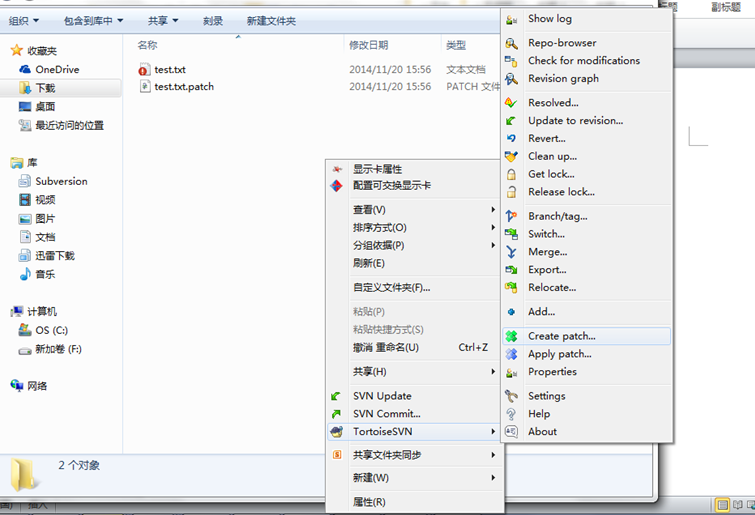 组织
包含到库中
共享
刻录
新建文件夹
副标题
收藏夹
OneDrive
下载
桌面
最近访问的位置
库
Subversion
视频
图片
文档
迅雷下载
音乐
计算机
OS (C:)
新加卷 (F:)
网络
2 个对象
名称
修改日期
类型
test.txt
2014/11/20 15:56
文本文档
test.txt.patch
2014/11/20 15:56
PATCH 文件
显示卡属性
配置可交换显示卡
查看(V)
排序方式(O)
分组依据(P)
刷新(E)
自定义文件夹(F)...
粘贴(P)
粘贴快捷方式(S)
撤消 重命名(U) Ctrl+Z
共享(H)
SVN Update
SVN Commit...
TortoiseSVN
共享文件夹同步
新建(W)
属性(R)
Show log
Repo-browser
Check for modifications
Revision graph
Resolved...
Update to revision...
Revert...
Clean up...
Get lock...
Release lock...
Branch/tag...
Switch...
Merge...
Export...
Relocate...
Add...
Create patch...
Apply patch...
Properties
Settings
Help
About